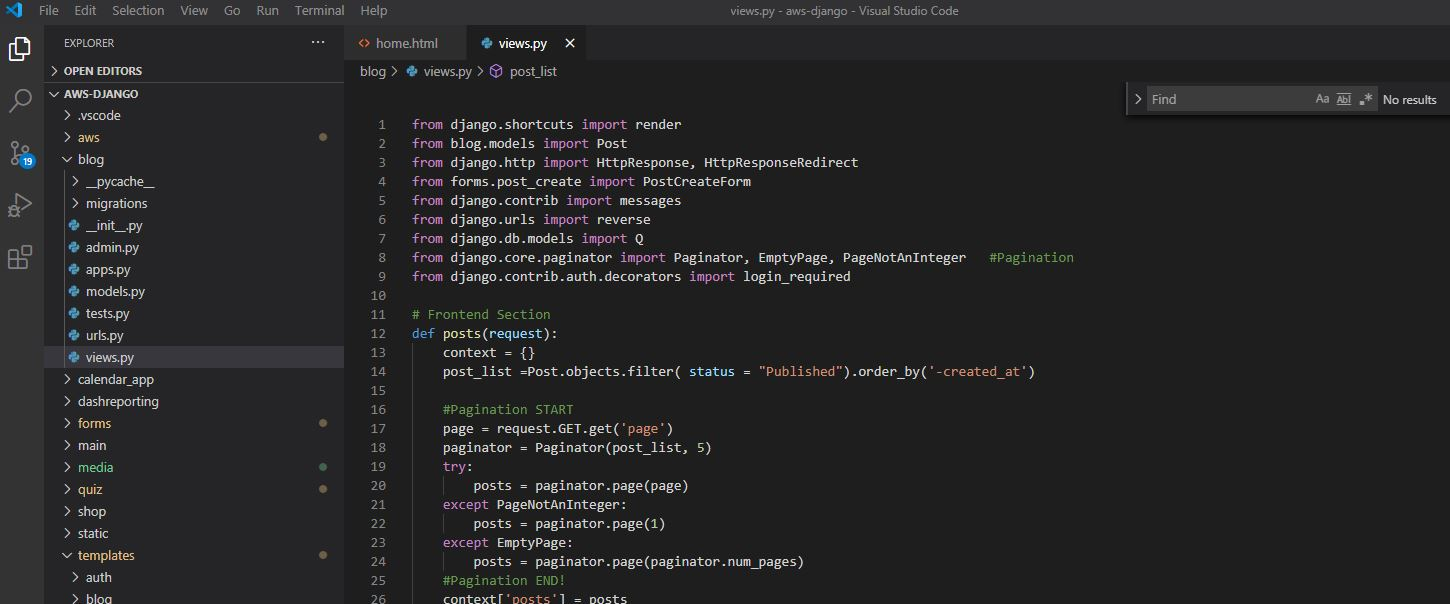 File Edit Selection View Go Run Terminal Help
views.py - aws-django - Visual Studio Code
EXPLORER
home.html
views.py
OPEN EDITORS
blog > views.py > post_list
AWS-DJANGO
Find
Aa Abl .* No results
.vscode
aws
blog
19
__pycache__
migrations
__init__.py
admin.py
apps.py
models.py
tests.py
urls.py
views.py
calendar_app
dashreporting
forms
main
media
quiz
shop
static
templates
auth
blog
1 from django.shortcuts import render
2 from blog.models import Post
3 from django.http import HttpResponse, HttpResponseRedirect
4 from forms.post_create import PostCreateForm
5 from django.contrib import messages
6 from django.urls import reverse
7 from django.db.models import Q
8 from django.core.paginator import Paginator, EmptyPage, PageNotAnInteger   #Pagination
9 from django.contrib.auth.decorators import login_required
10
11 # Frontend Section
12 def posts(request):
13     context = {}
14     post_list =Post.objects.filter( status = "Published").order_by('-created_at')
15
16     #Pagination START
17     page = request.GET.get('page')
18     paginator = Paginator(post_list, 5)
19     try:
20         posts = paginator.page(page)
21     except PageNotAnInteger:
22         posts = paginator.page(1)
23     except EmptyPage:
24         posts = paginator.page(paginator.num_pages)
25     #Pagination END!
26     context['posts'] = posts